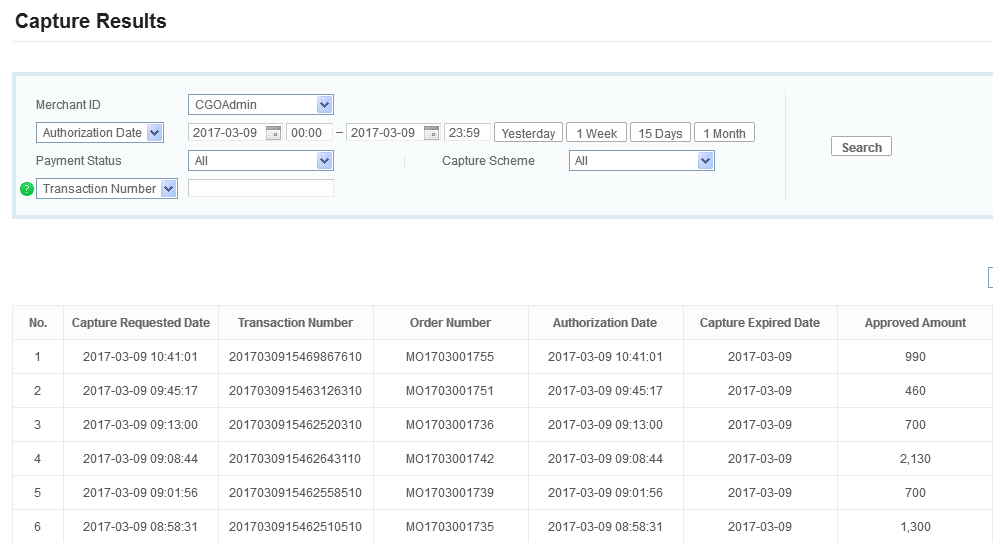 Capture Results
Merchant ID CGOAdmin
Authorization Date 2017-03-09 00:00 – 2017-03-09 23:59 Yesterday 1 Week 15 Days 1 Month
Search
Payment Status All Capture Scheme All
? Transaction Number
No. Capture Requested Date Transaction Number Order Number Authorization Date Capture Expired Date Approved Amount
1 2017-03-09 10:41:01 2017030915469867610 MO1703001755 2017-03-09 10:41:01 2017-03-09 990
2 2017-03-09 09:45:17 2017030915463126310 MO1703001751 2017-03-09 09:45:17 2017-03-09 460
3 2017-03-09 09:13:00 2017030915462520310 MO1703001736 2017-03-09 09:13:00 2017-03-09 700
4 2017-03-09 09:08:44 2017030915462643110 MO1703001742 2017-03-09 09:08:44 2017-03-09 2,130
5 2017-03-09 09:01:56 2017030915462558510 MO1703001739 2017-03-09 09:01:56 2017-03-09 700
6 2017-03-09 08:58:31 2017030915462510510 MO1703001735 2017-03-09 08:58:31 2017-03-09 1,300